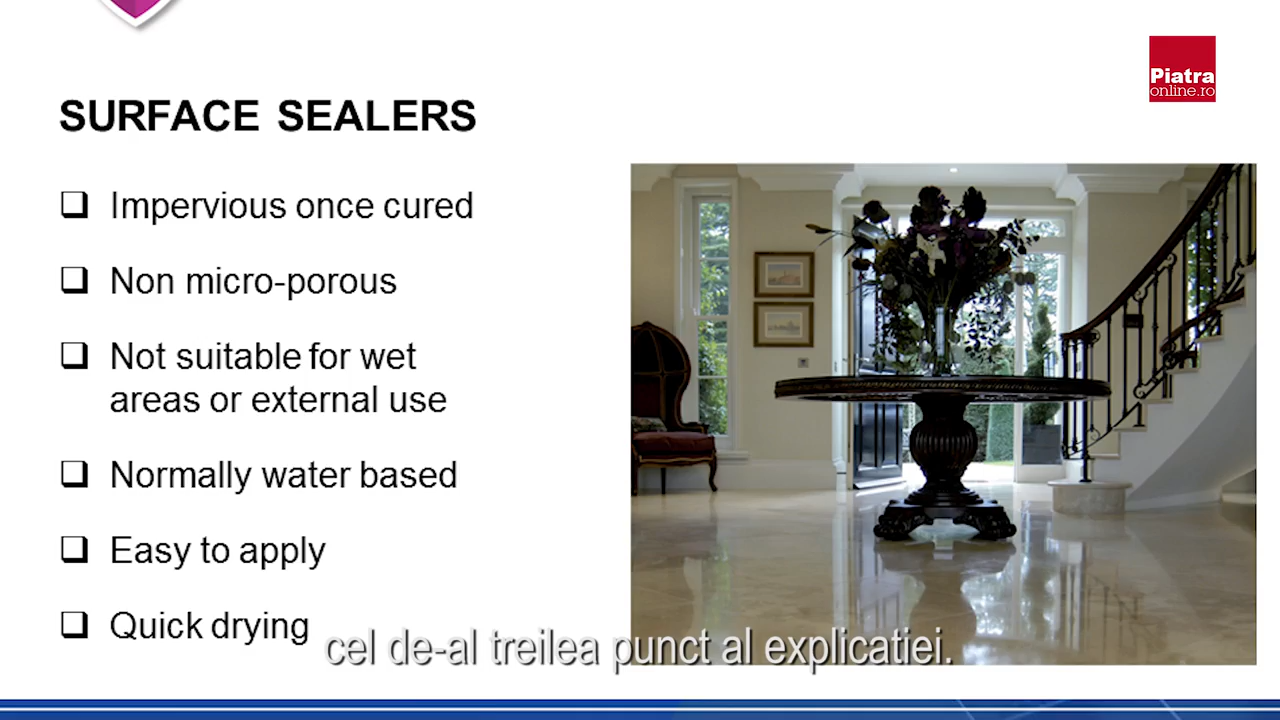 Piatra
online.ro
SURFACE SEALERS
Impervious once cured
Non micro-porous
Not suitable for wet
areas or external use
Normally water based
Easy to apply
Quick drying
cel de-al treilea punct al explicatiei.